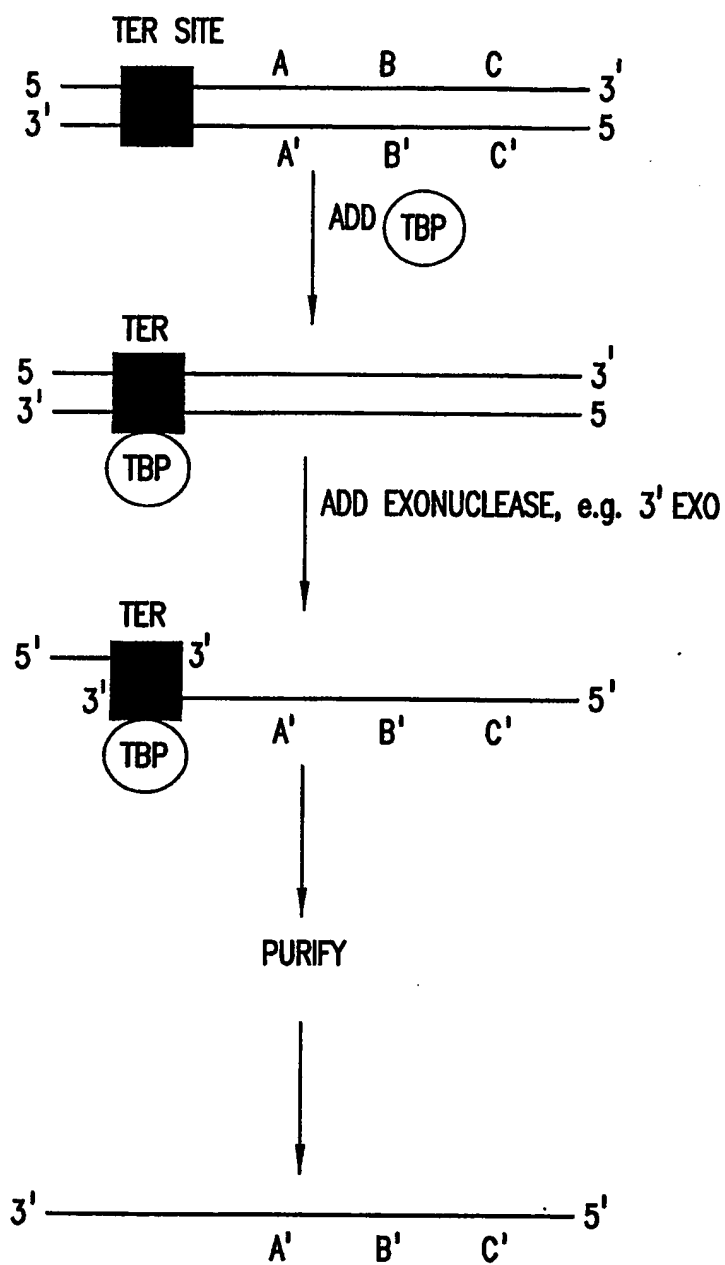 TER SITE
A B C
5 3'
3' 5
A' B' C'
ADD TBP
TER
5 3'
3' 5
TBP
ADD EXONUCLEASE, e.g. 3' EXO
TER
5' 3'
3' 5'
A' B' C'
TBP
PURIFY
3' 5'
A' B' C'